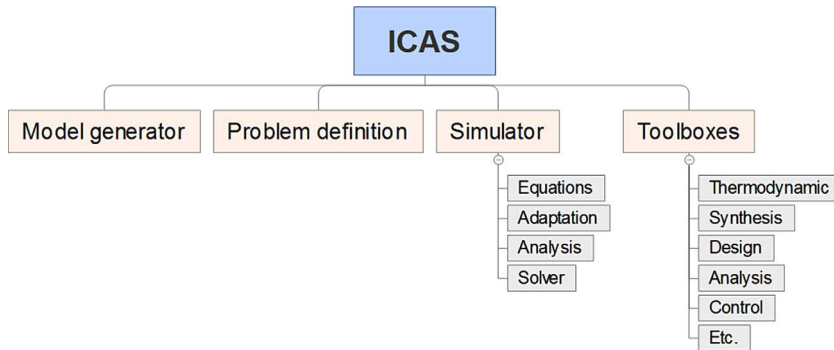 ICAS
Model generator
Problem definition
Simulator
Toolboxes
Equations
Adaptation
Analysis
Solver
Thermodynamic
Synthesis
Design
Analysis
Control
Etc.